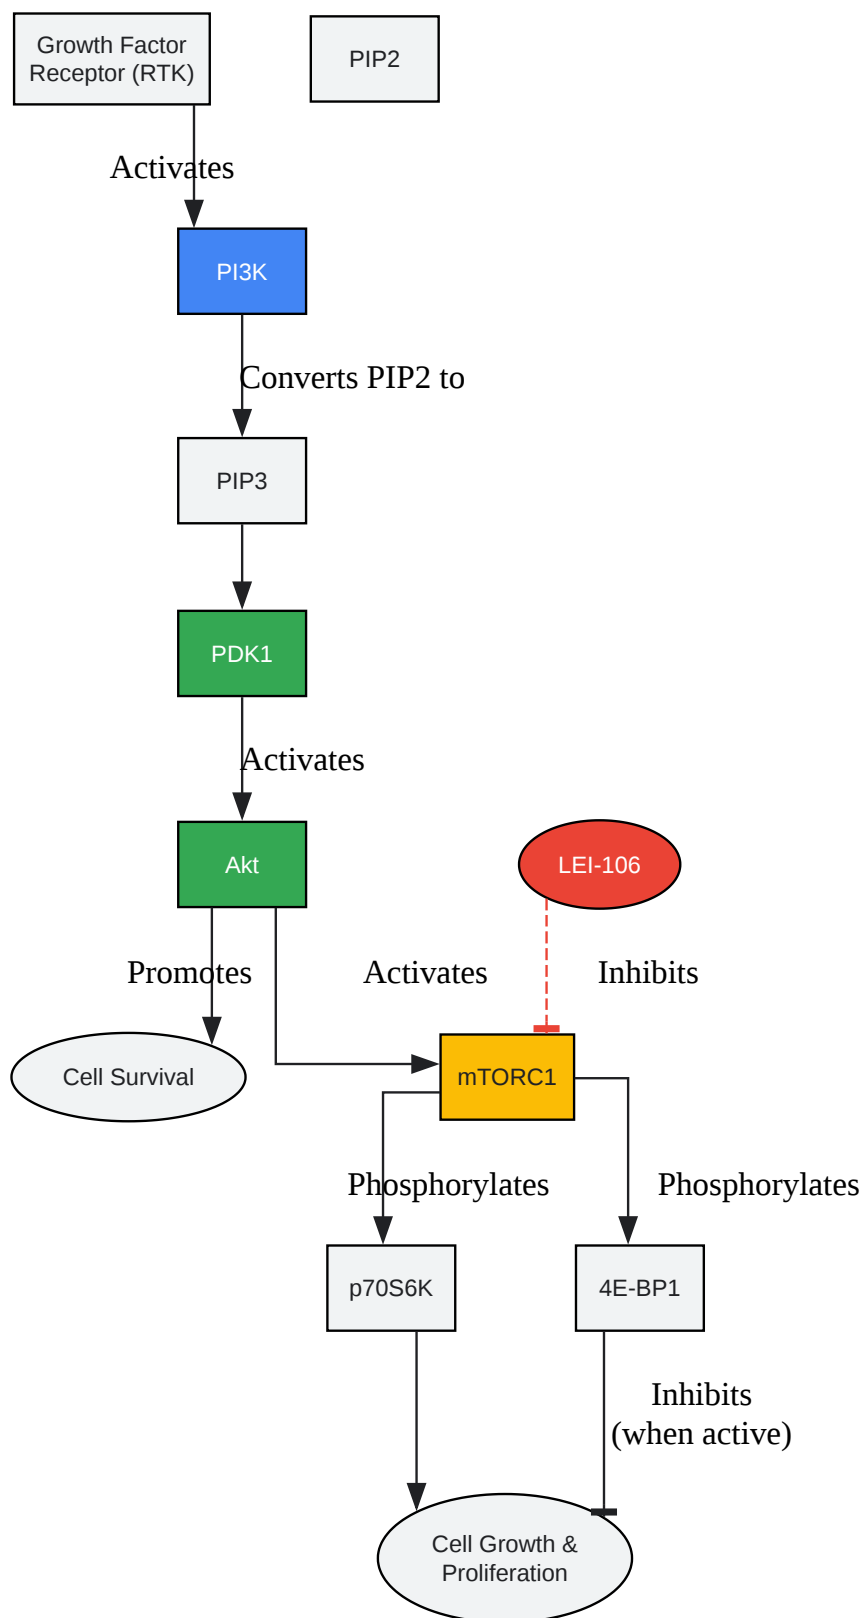 Growth Factor
Receptor (RTK)
PIP2
Activates
PI3K
Converts PIP2 to
PIP3
PDK1
Activates
Akt
LEI-106
Promotes
Activates
Inhibits
Cell Survival
mTORC1
Phosphorylates
Phosphorylates
p70S6K
4E-BP1
Inhibits
(when active)
Cell Growth &
Proliferation